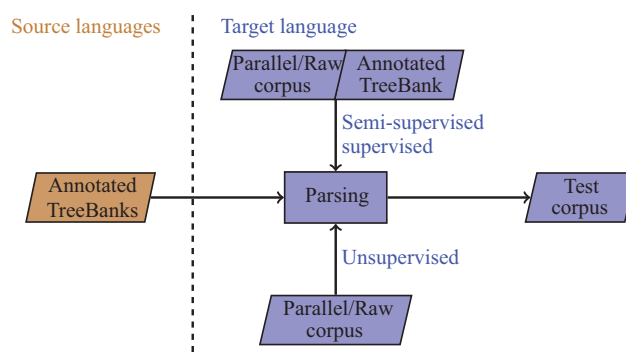 Source languages
Target language
Parallel/Raw
corpus
Annotated
TreeBank
Semi-supervised
supervised
Annotated
TreeBanks
Parsing
Test
corpus
Unsupervised
Parallel/Raw
corpus